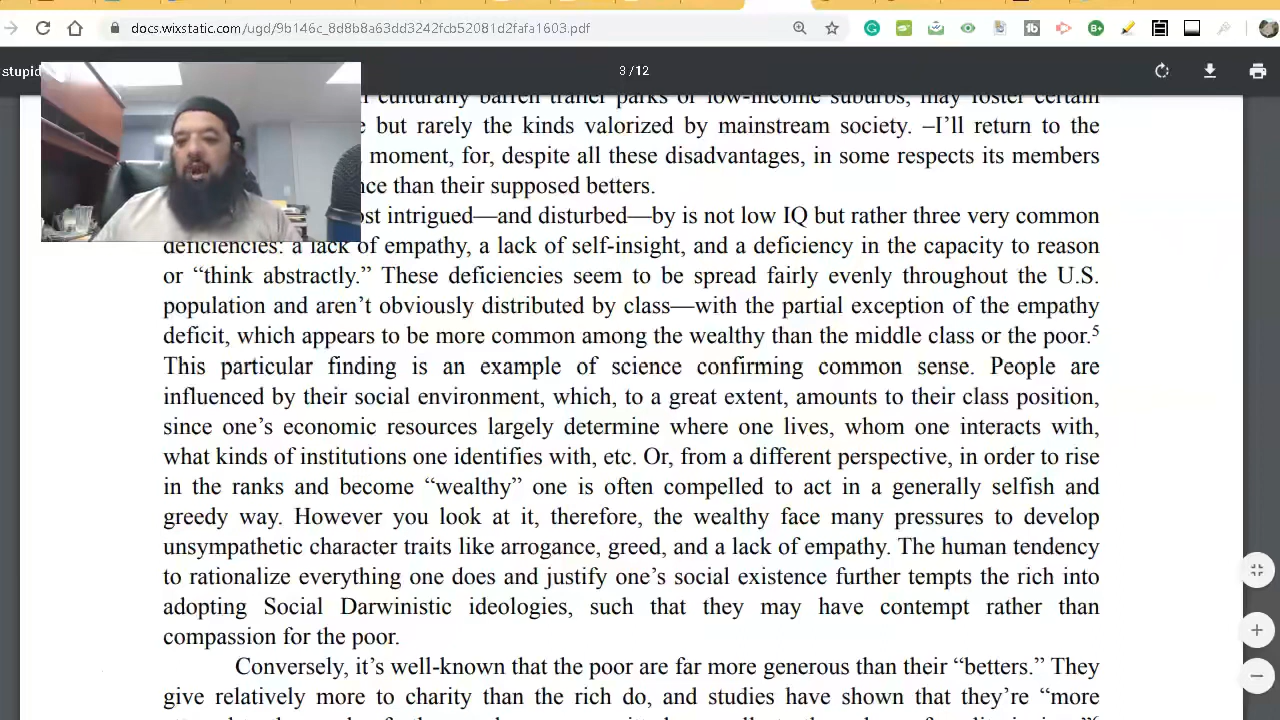 docs.wixstatic.com/ugd/9b146c_8d8b8c63dd3242fcb52081d2fafa1603.pdf
stupid
3 / 12
culturally barren trailer parks or low-income suburbs, may foster certain
but rarely the kinds valorized by mainstream society. –I’ll return to the
moment, for, despite all these disadvantages, in some respects its members
than their supposed betters.
intrigued—and disturbed—by is not low IQ but rather three very common
deficiencies: a lack of empathy, a lack of self-insight, and a deficiency in the capacity to reason
or “think abstractly.” These deficiencies seem to be spread fairly evenly throughout the U.S.
population and aren’t obviously distributed by class—with the partial exception of the empathy
deficit, which appears to be more common among the wealthy than the middle class or the poor.5
This particular finding is an example of science confirming common sense. People are
influenced by their social environment, which, to a great extent, amounts to their class position,
since one’s economic resources largely determine where one lives, whom one interacts with,
what kinds of institutions one identifies with, etc. Or, from a different perspective, in order to rise
in the ranks and become “wealthy” one is often compelled to act in a generally selfish and
greedy way. However you look at it, therefore, the wealthy face many pressures to develop
unsympathetic character traits like arrogance, greed, and a lack of empathy. The human tendency
to rationalize everything one does and justify one’s social existence further tempts the rich into
adopting Social Darwinistic ideologies, such that they may have contempt rather than
compassion for the poor.
Conversely, it’s well-known that the poor are far more generous than their “betters.” They
give relatively more to charity than the rich do, and studies have shown that they’re “more